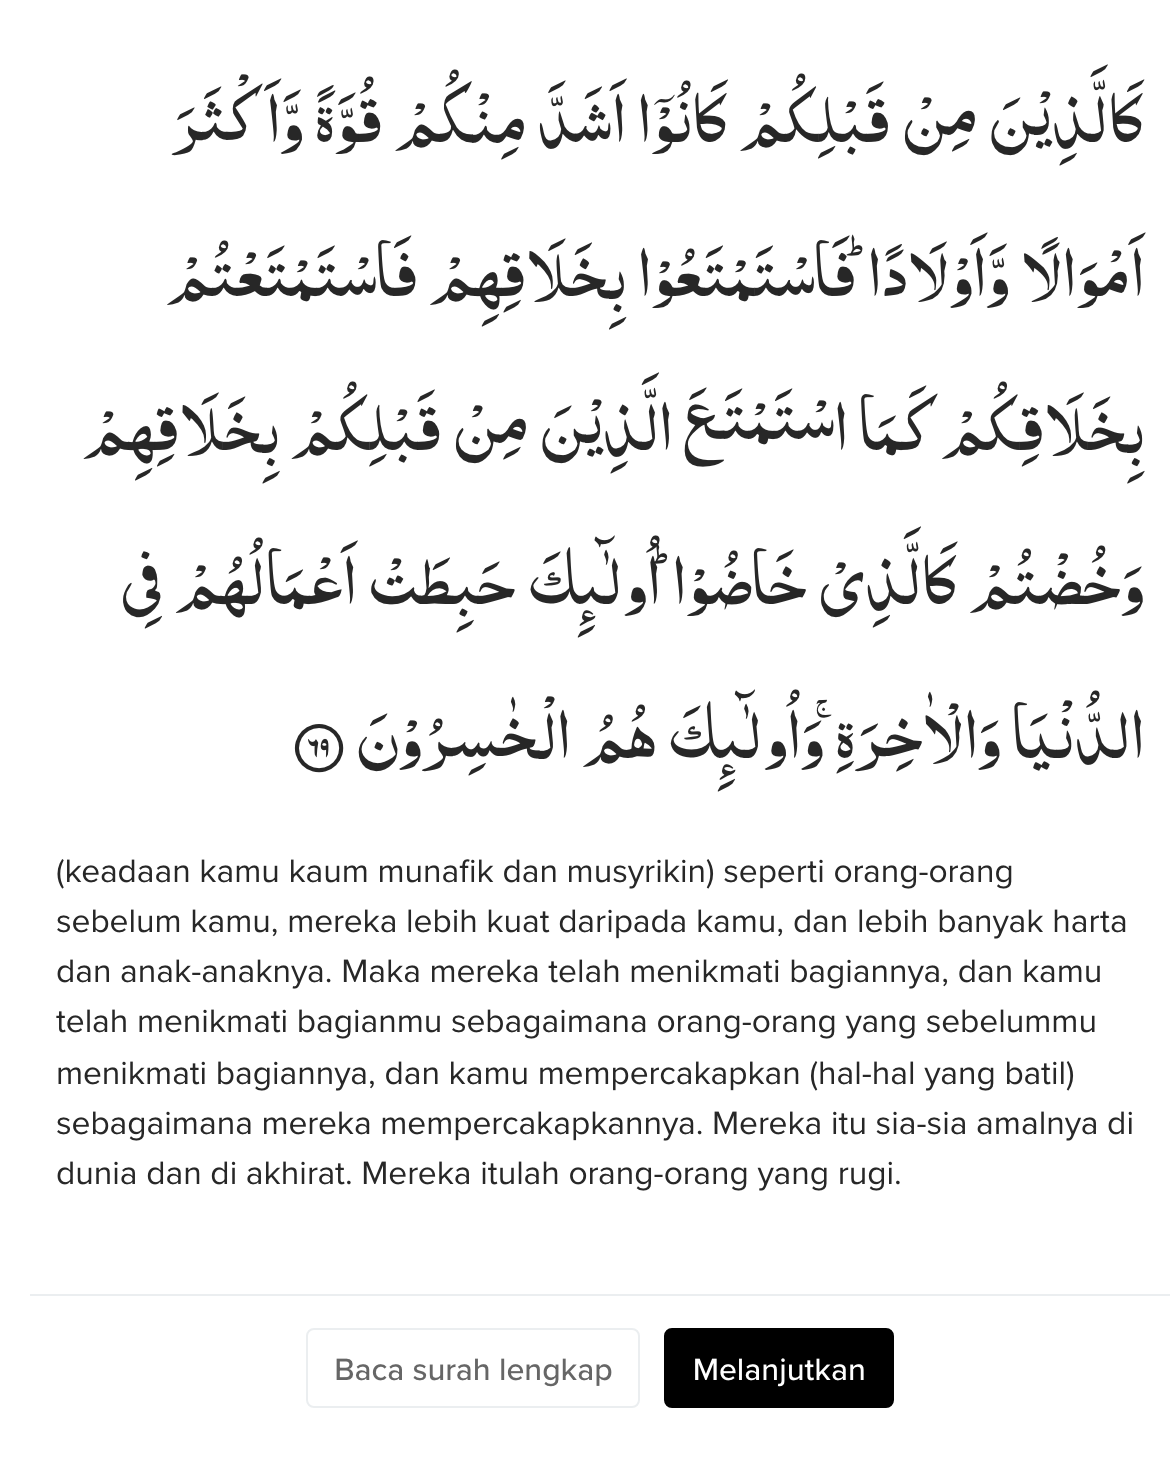 كَالَّذِيْنَ مِنْ قَبْلِكُمْ كَانُوْٓا اَشَدَّ مِنْكُمْ قُوَّةً وَّاَكْثَرَ
اَمْوَالًا وَّاَوْلَادًاۗ فَاسْتَمْتَعُوْا بِخَلَاقِهِمْ فَاسْتَمْتَعْتُمْ
بِخَلَاقِكُمْ كَمَا اسْتَمْتَعَ الَّذِيْنَ مِنْ قَبْلِكُمْ بِخَلَاقِهِمْ
وَخُضْتُمْ كَالَّذِيْ خَاضُوْاۗ اُولٰۤىِٕكَ حَبِطَتْ اَعْمَالُهُمْ فِى
الدُّنْيَا وَالْاٰخِرَةِ ۚوَاُولٰۤىِٕكَ هُمُ الْخٰسِرُوْنَ ٦٩
(keadaan kamu kaum munafik dan musyrikin) seperti orang-orang
sebelum kamu, mereka lebih kuat daripada kamu, dan lebih banyak harta
dan anak-anaknya. Maka mereka telah menikmati bagiannya, dan kamu
telah menikmati bagianmu sebagaimana orang-orang yang sebelummu
menikmati bagiannya, dan kamu mempercakapkan (hal-hal yang batil)
sebagaimana mereka mempercakapkannya. Mereka itu sia-sia amalnya di
dunia dan di akhirat. Mereka itulah orang-orang yang rugi.
Baca surah lengkap
Melanjutkan